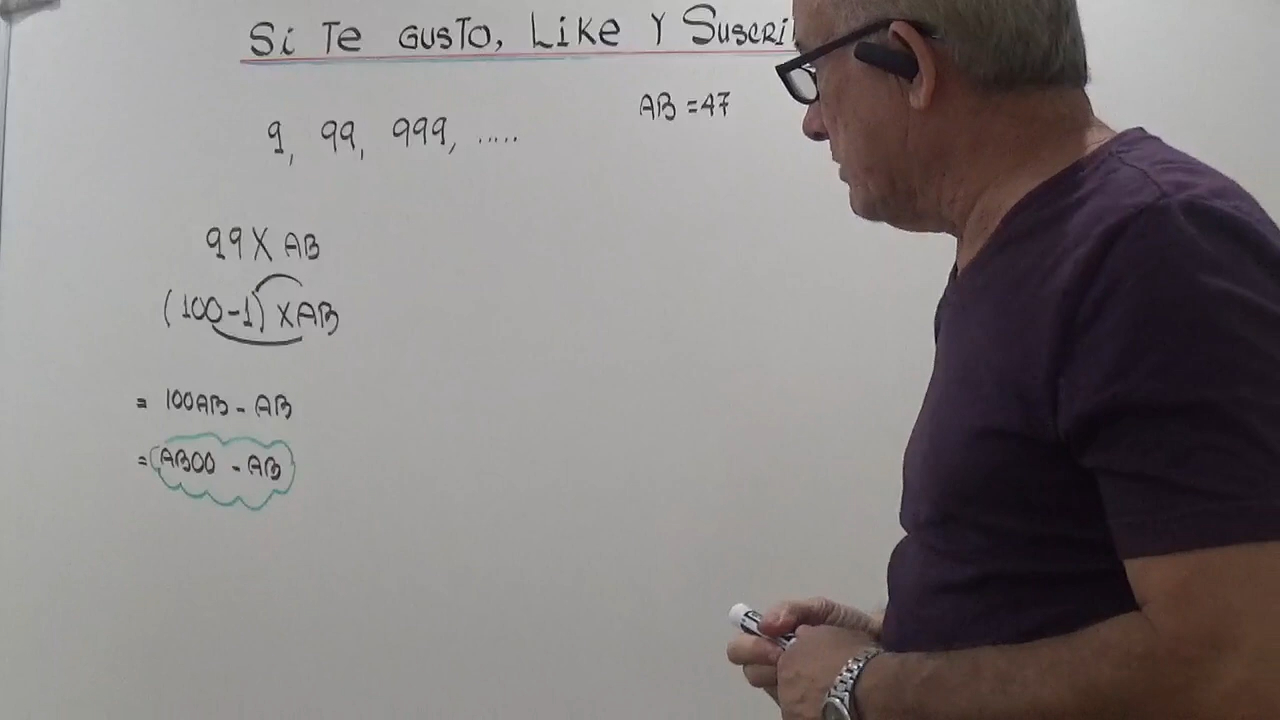 Si Te GUSTO, Like Y SUSCRI
AB = 47
9, 99, 999, .....
99 X AB
(100-1) X AB
= 100AB - AB
= (AB00 - AB)